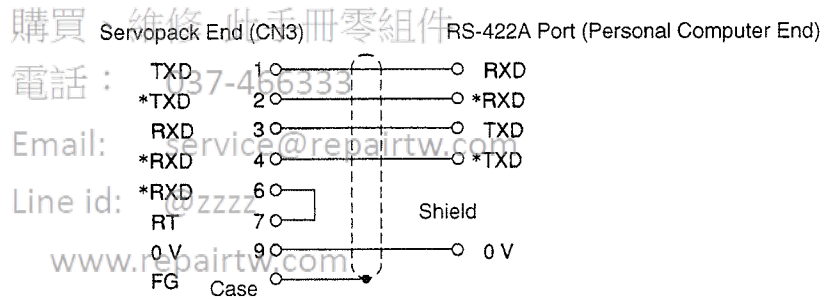 購買、維修 此手冊零組件
Servopack End (CN3) RS-422A Port (Personal Computer End)
TXD 1 RXD
電話： 037-466333
*TXD 2 *RXD
RXD 3 TXD
Email: service@repairtw.com
*RXD 4 *TXD
*RXD 6
Line id: @zzzz
RT 7 Shield
0 V 9 0 V
www.repairtw.com
FG Case